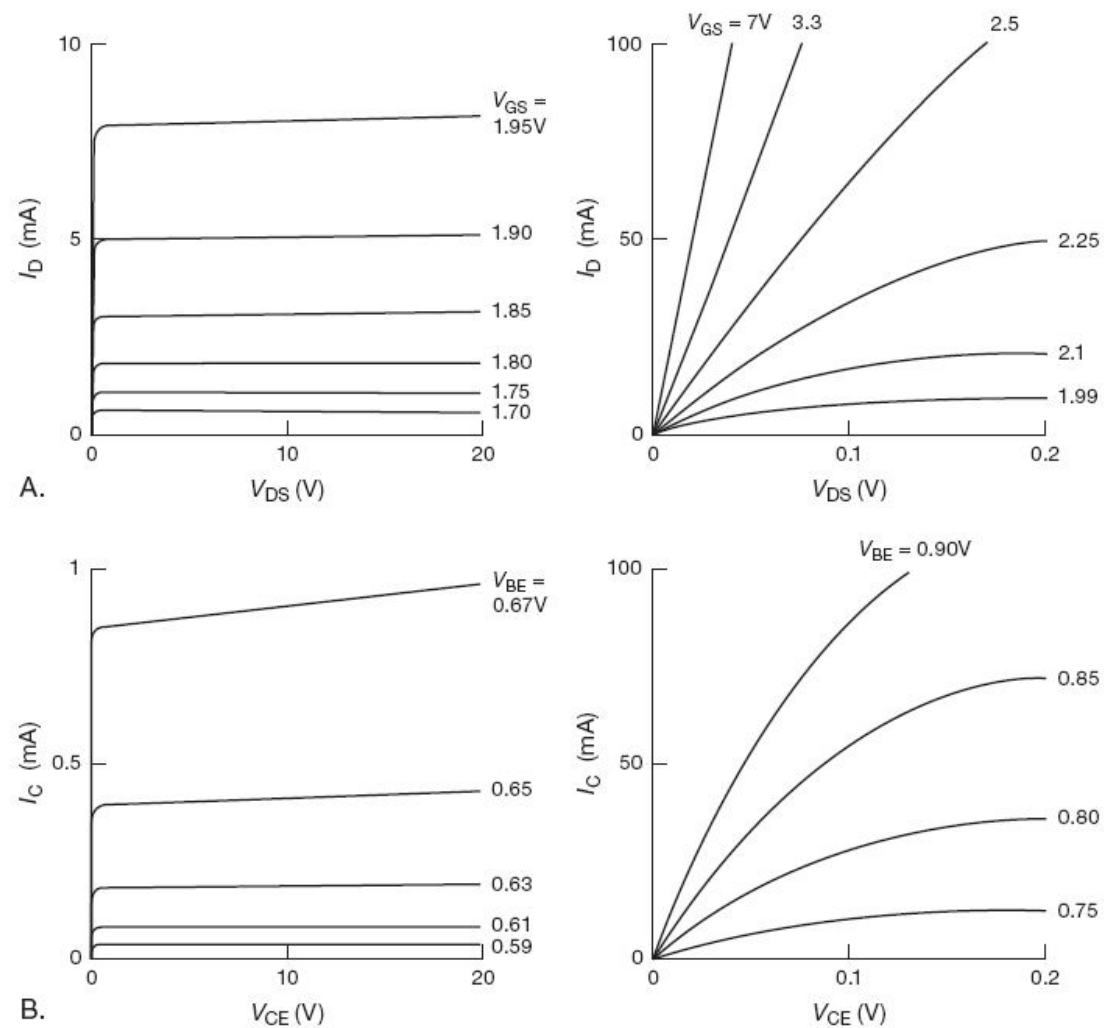 10
5
0
I_D (mA)
V_GS =
1.95V
1.90
1.85
1.80
1.75
1.70
0
10
20
V_DS (V)
A.
V_GS = 7V 3.3 2.5
100
50
0
I_D (mA)
2.25
2.1
1.99
0
0.1
0.2
V_DS (V)
1
0.5
0
I_C (mA)
V_BE =
0.67V
0.65
0.63
0.61
0.59
0
10
20
V_CE (V)
B.
V_BE = 0.90V
100
50
0
I_C (mA)
0.85
0.80
0.75
0
0.1
0.2
V_CE (V)